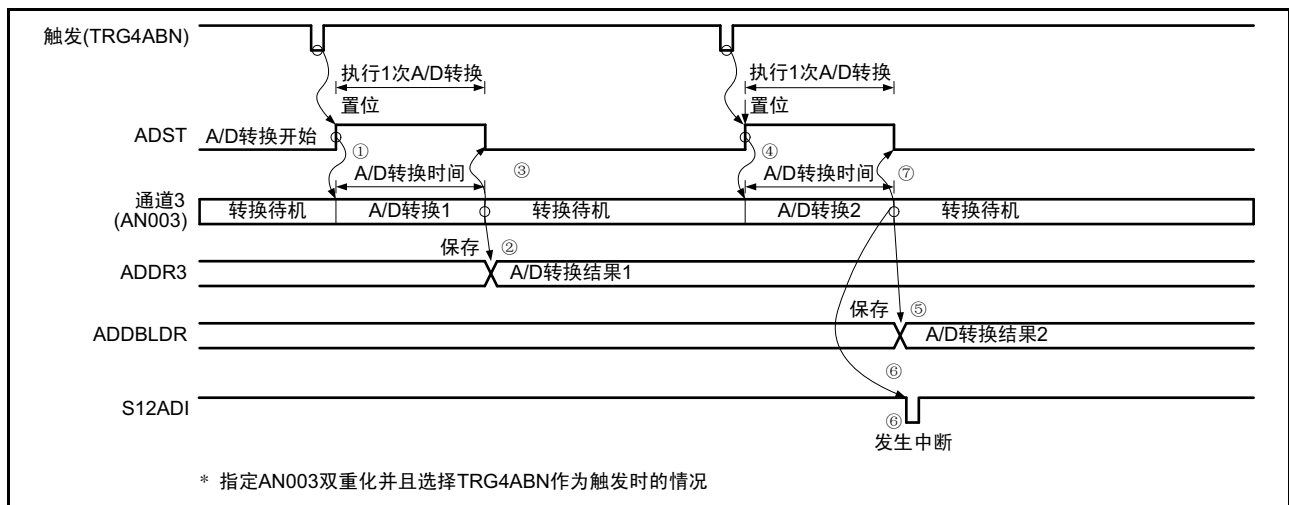 触发(TRG4ABN)
执行1次A/D转换
执行1次A/D转换
置位
置位
ADST
A/D转换开始
①
③
④
⑦
A/D转换时间
A/D转换时间
通道3
(AN003)
转换待机
A/D转换1
转换待机
A/D转换2
转换待机
保存
②
ADDR3
A/D转换结果1
保存
⑤
ADDBLDR
A/D转换结果2
⑥
S12ADI
⑥
发生中断
* 指定AN003双重化并且选择TRG4ABN作为触发时的情况